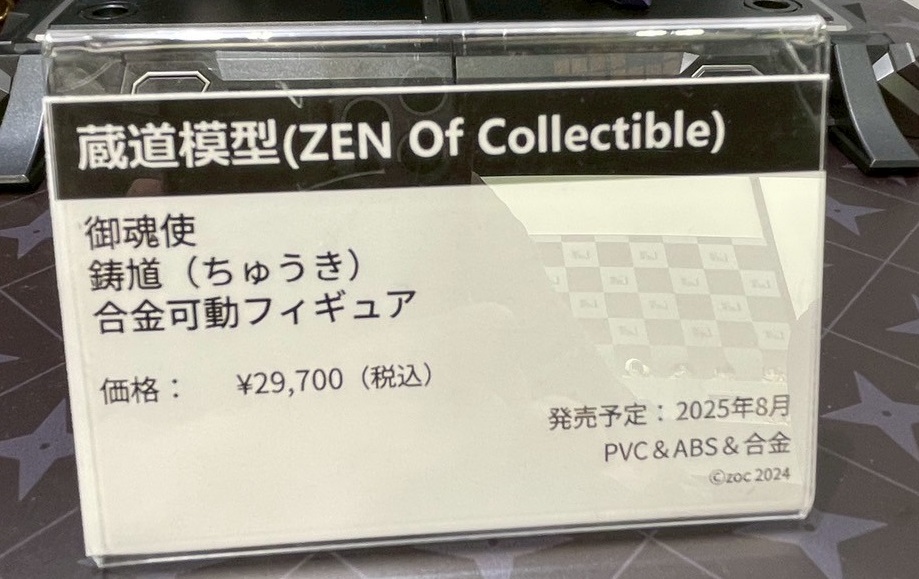 蔵道模型(ZEN Of Collectible)
御魂使
鋳馗（ちゅうき）
合金可動フィギュア
価格： ¥29,700（税込）
発売予定：2025年8月
PVC＆ABS＆合金
©zoc 2024